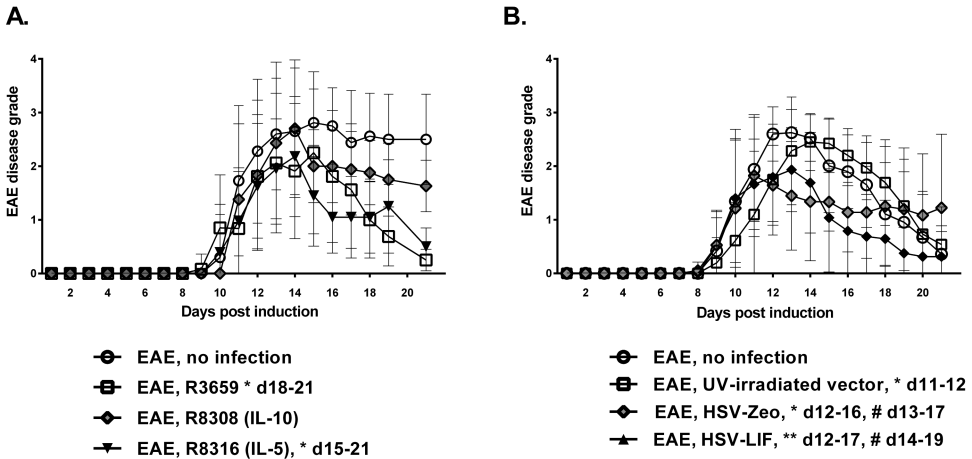 A.
B.
EAE disease grade
4
3
2
1
0
2 4 6 8 10 12 14 16 18 20
Days post induction
EAE, no infection
EAE, R3659 * d18-21
EAE, R8308 (IL-10)
EAE, R8316 (IL-5), * d15-21
EAE disease grade
4
3
2
1
0
2 4 6 8 10 12 14 16 18 20
Days post induction
EAE, no infection
EAE, UV-irradiated vector, * d11-12
EAE, HSV-Zeo, * d12-16, # d13-17
EAE, HSV-LIF, ** d12-17, # d14-19